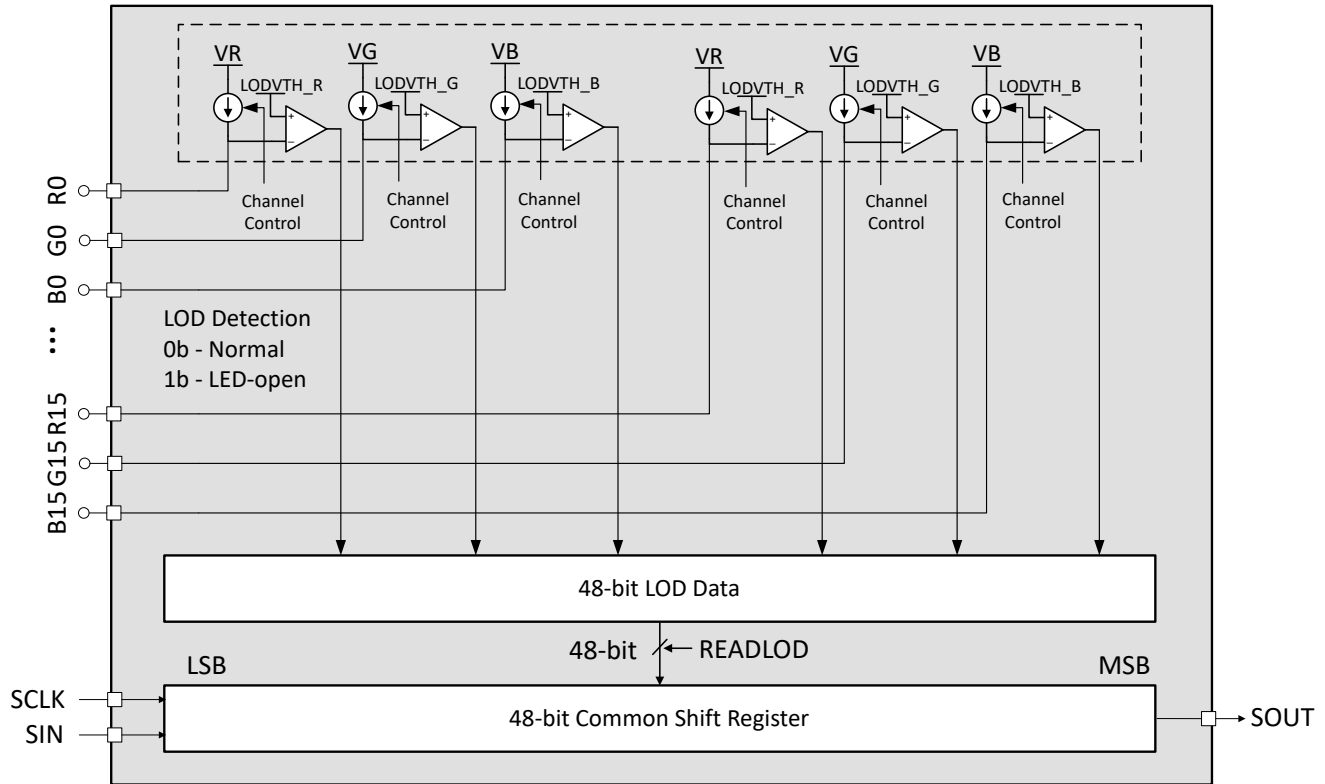 VR
VG
VB
VR
VG
VB
LODVTH_R
LODVTH_G
LODVTH_B
LODVTH_R
LODVTH_G
LODVTH_B
+
+
+
+
+
+
−
−
−
−
−
−
Channel
Control
Channel
Control
Channel
Control
Channel
Control
Channel
Control
Channel
Control
R0
G0
B0
...
R15
G15
B15
LOD Detection
0b - Normal
1b - LED-open
48-bit LOD Data
48-bit
READLOD
LSB
MSB
SCLK
SIN
48-bit Common Shift Register
SOUT